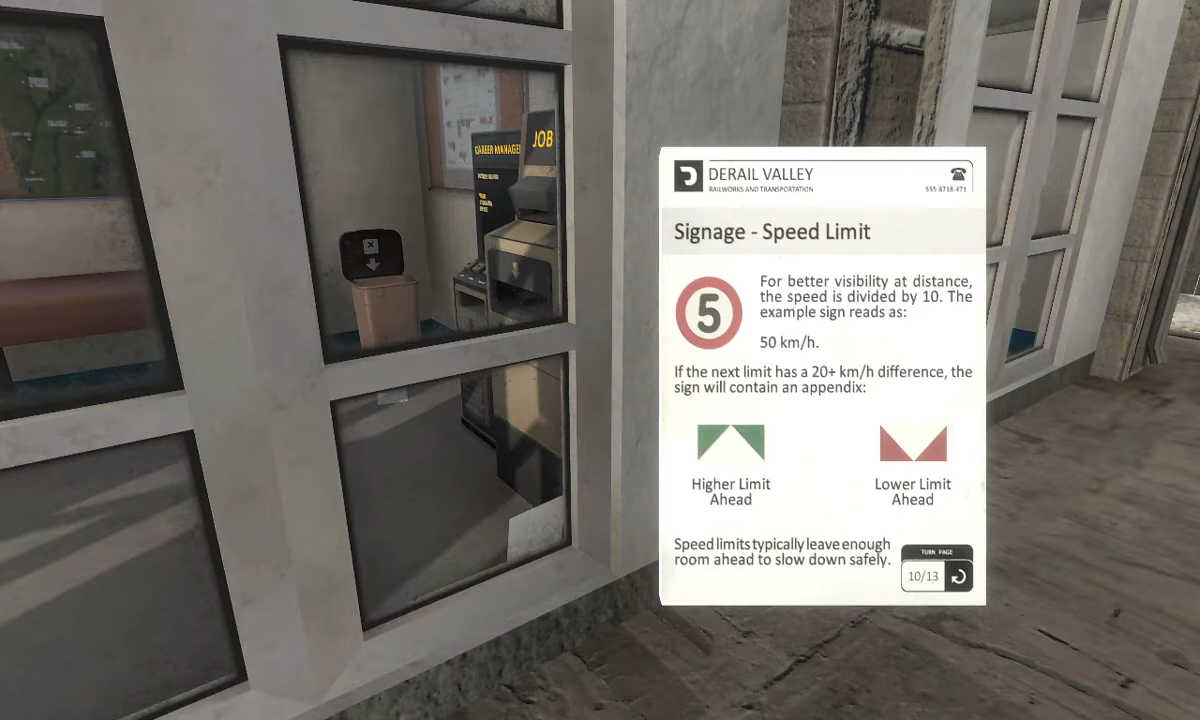 CAREER MANAGER
JOB
DERAIL VALLEY
RAILWORKS AND TRANSPORTATION
555-8718-471
Signage - Speed Limit
5
For better visibility at distance,
the speed is divided by 10. The
example sign reads as:
50 km/h.
If the next limit has a 20+ km/h difference, the
sign will contain an appendix:
Higher Limit
Ahead
Lower Limit
Ahead
Speed limits typically leave enough
room ahead to slow down safely.
TURN PAGE
10/13